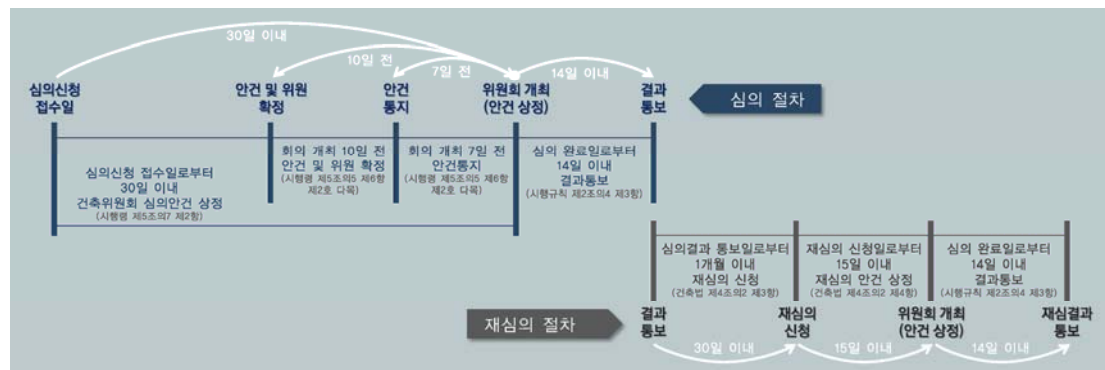 30일 이내
10일 전
7일 전
14일 이내
심의신청
접수일
안건 및 위원
확정
안건
통지
위원회 개최
(안건 상정)
결과
통보
심의 절차
심의신청 접수일로부터
30일 이내
건축위원회 심의안건 상정
(시행령 제5조의7 제2항)
회의 개최 10일 전
안건 및 위원 확정
(시행령 제5조의5 제6항
제2호 다목)
회의 개최 7일 전
안건통지
(시행령 제5조의5 제6항
제2호 다목)
심의 완료일로부터
14일 이내
결과통보
(시행규칙 제2조의4 제3항)
심의결과 통보일로부터
1개월 이내
재심의 신청
(건축법 제4조의2 제3항)
재심의 신청일로부터
15일 이내
재심의 안건 상정
(건축법 제4조의2 제4항)
심의 완료일로부터
14일 이내
결과통보
(시행규칙 제2조의4 제3항)
재심의 절차
결과
통보
재심의
신청
위원회 개최
(안건 상정)
재심결과
통보
30일 이내
15일 이내
14일 이내